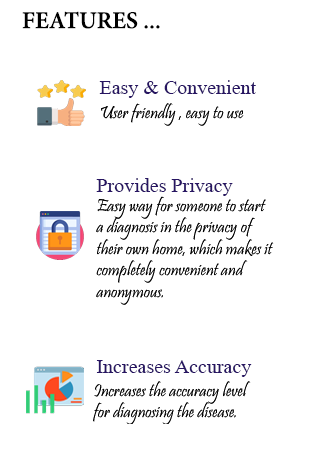 FEATURES ...
Easy & Convenient
User friendly , easy to use
Provides Privacy
Easy way for someone to start
a diagnosis in the privacy of
their own home, which makes it
completely convenient and
anonymous.
Increases Accuracy
Increases the accuracy level
for diagnosing the disease.